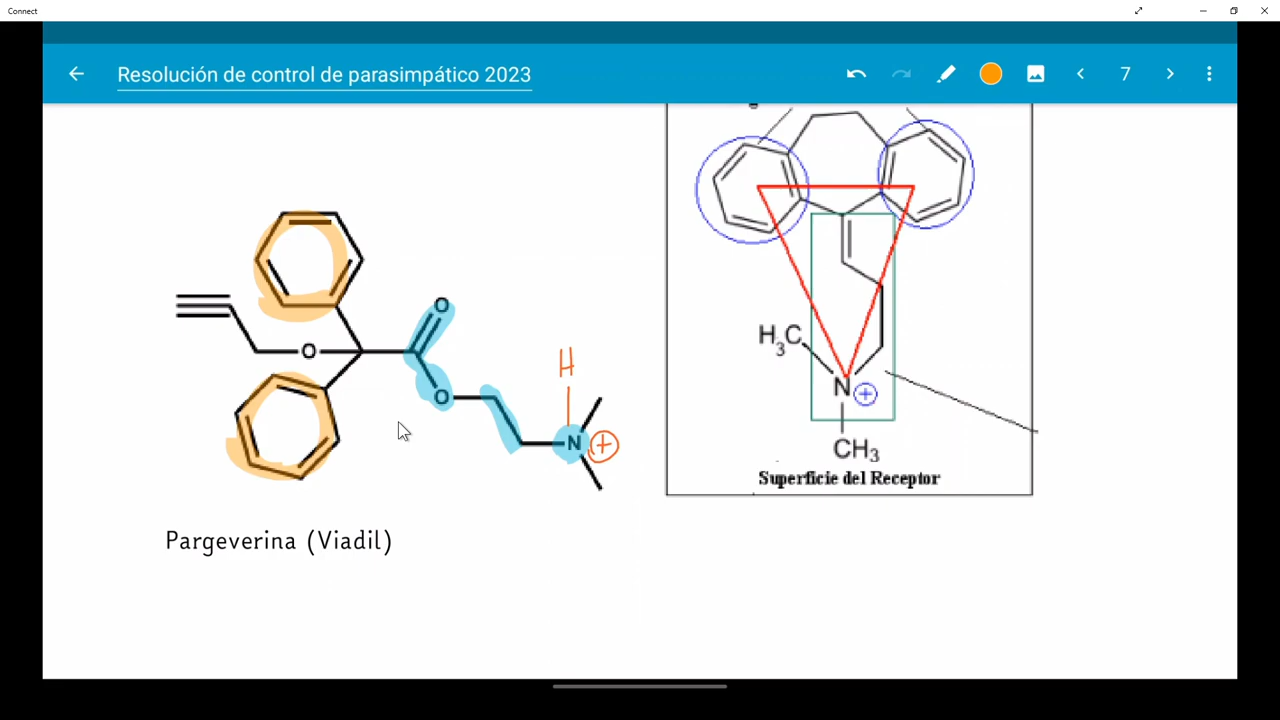 Connect
Resolución de control de parasimpático 2023
7
O
O
O
H
N
+
Pargeverina (Viadil)
H3C
N
+
CH3
Superficie del Receptor